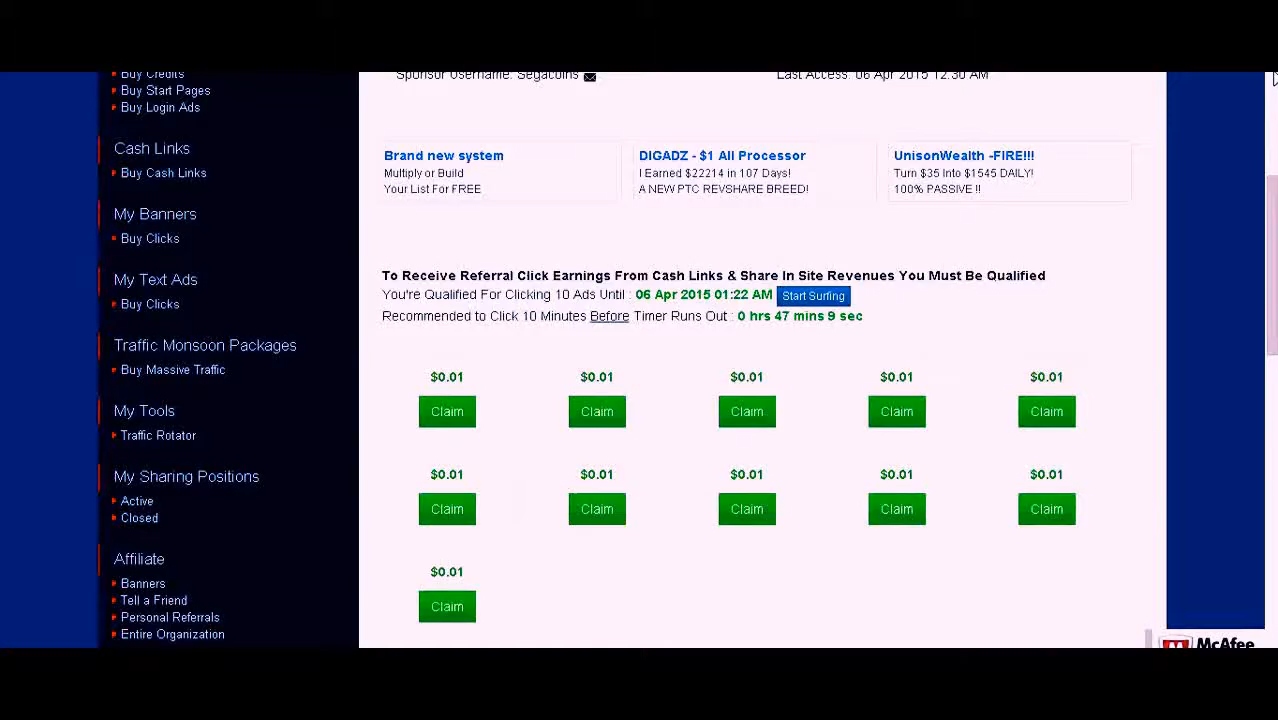 Buy Credits
Buy Start Pages
Buy Login Ads
Cash Links
Buy Cash Links
My Banners
Buy Clicks
My Text Ads
Buy Clicks
Traffic Monsoon Packages
Buy Massive Traffic
My Tools
Traffic Rotator
My Sharing Positions
Active
Closed
Affiliate
Banners
Tell a Friend
Personal Referrals
Entire Organization
Sponsor Username: Segacoins
Last Access: 06 Apr 2015 12:30 AM
Brand new system
Multiply or Build
Your List For FREE
DIGADZ - $1 All Processor
I Earned $22214 in 107 Days!
A NEW PTC REVSHARE BREED!
UnisonWealth -FIRE!!!
Turn $35 Into $1545 DAILY!
100% PASSIVE !!
To Receive Referral Click Earnings From Cash Links & Share In Site Revenues You Must Be Qualified
You're Qualified For Clicking 10 Ads Until : 06 Apr 2015 01:22 AM Start Surfing
Recommended to Click 10 Minutes Before Timer Runs Out : 0 hrs 47 mins 9 sec
$0.01 $0.01 $0.01 $0.01 $0.01
Claim Claim Claim Claim Claim
$0.01 $0.01 $0.01 $0.01 $0.01
Claim Claim Claim Claim Claim
$0.01
Claim
McAfee